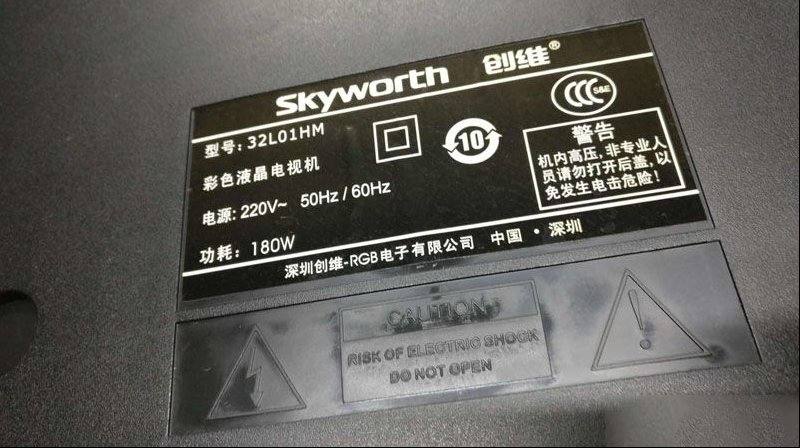 Skyworth 创维®
型号: 32L01HM
彩色液晶电视机
电源: 220V~ 50Hz / 60Hz
功耗: 180W
10
CCC S&E
警告
机内高压, 非专业人
员请勿打开后盖, 以
免发生电击危险!
深圳创维-RGB电子有限公司 中国·深圳
CAUTION
RISK OF ELECTRIC SHOCK
DO NOT OPEN